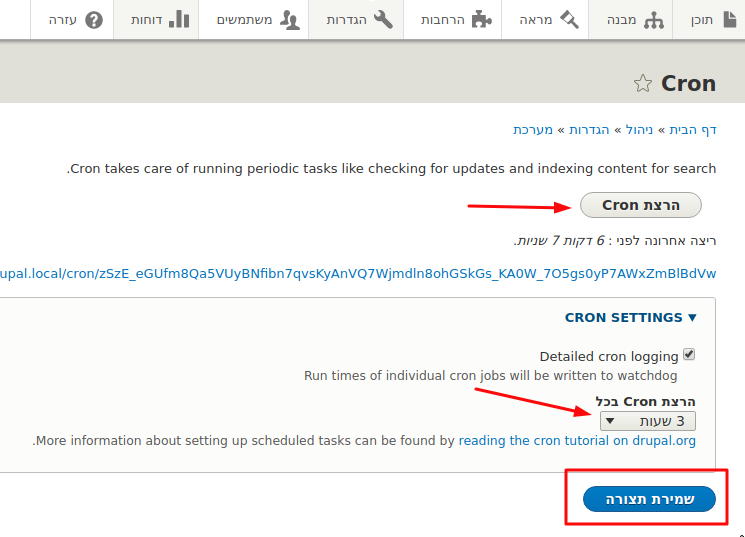 תוכן מבנה מראה הרחבות הגדרות משתמשים דוחות עזרה
Cron
דף הבית » ניהול » הגדרות » מערכת
Cron takes care of running periodic tasks like checking for updates and indexing content for search.
הרצת Cron
ריצה אחרונה לפני : 6 דקות 7 שניות.
upal.local/cron/zSzE_eGUfm8Qa5VUyBNfibn7qvsKyAnVQ7Wjmdln8ohGSkGs_KA0W_7O5gs0yP7AWxZmBlBdVw
CRON SETTINGS
Detailed cron logging
Run times of individual cron jobs will be written to watchdog
הרצת Cron בכל
3 שעות
More information about setting up scheduled tasks can be found by reading the cron tutorial on drupal.org.
שמירת תצורה